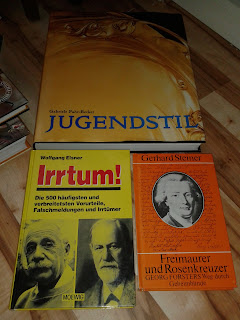 Gabriele Fahr-Becker
JUGENDSTIL
Wolfgang Elsner
Irrtum!
Die 500 häufigsten und
verbreitetsten Vorurteile,
Falschmeldungen und Irrtümer
MOEWIG
Gerhard Steiner
Freimaurer
und Rosenkreuzer
GEORG FORSTERS Weg durch
Geheimbünde